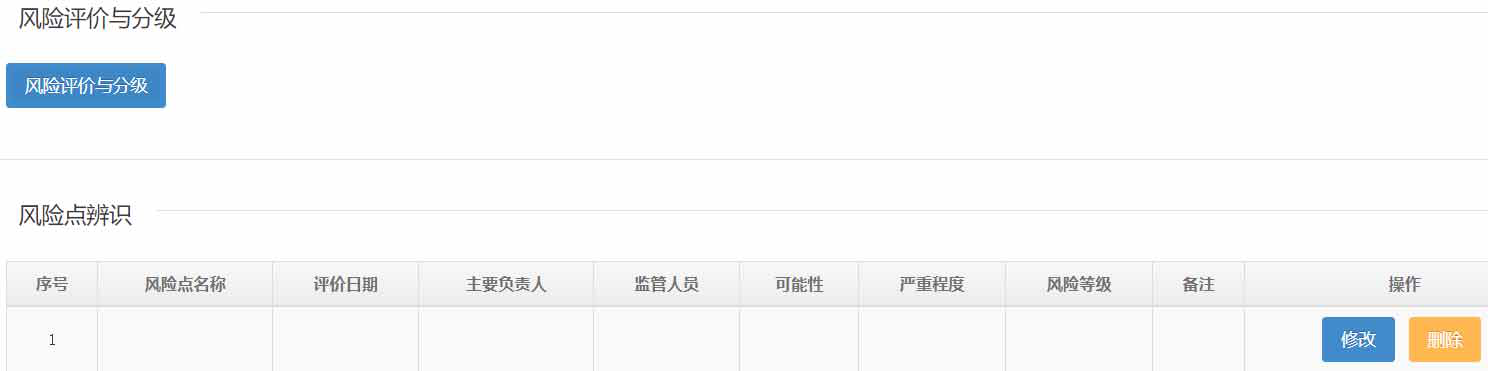 风险评价与分级
风险评价与分级
风险点辨识
序号 风险点名称 评价日期 主要负责人 监管人员 可能性 严重程度 风险等级 备注 操作
1 修改 删除